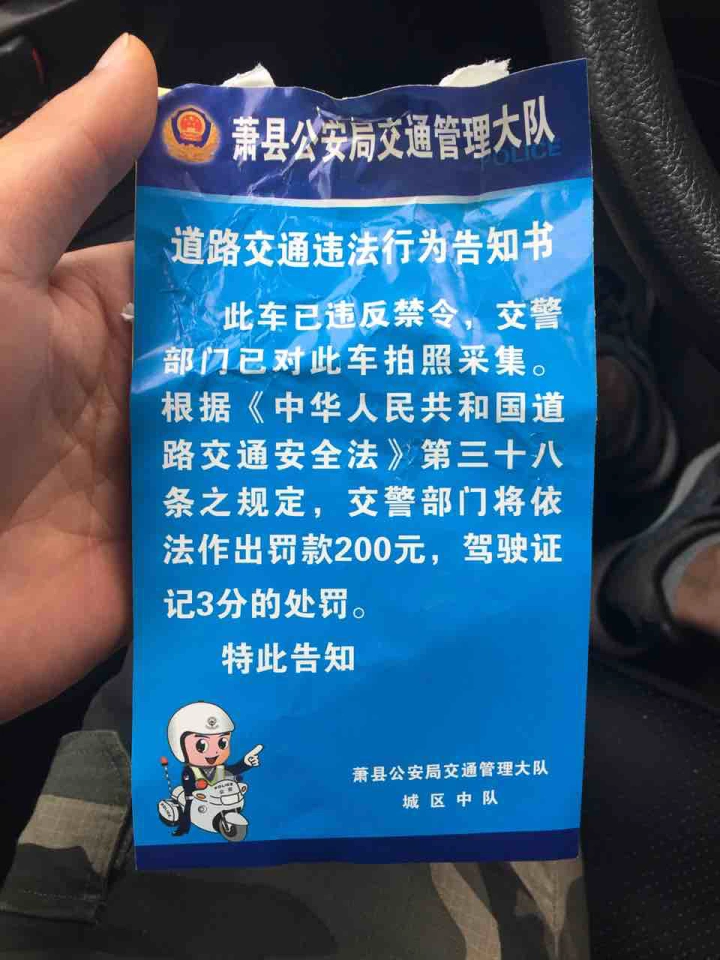 萧县公安局交通管理大队
POLICE
道路交通违法行为告知书
此车已违反禁令，交警
部门已对此车拍照采集。
根据《中华人民共和国道
路交通安全法》第三十八
条之规定，交警部门将依
法作出罚款200元，驾驶证
记3分的处罚。
特此告知
萧县公安局交通管理大队
城区中队